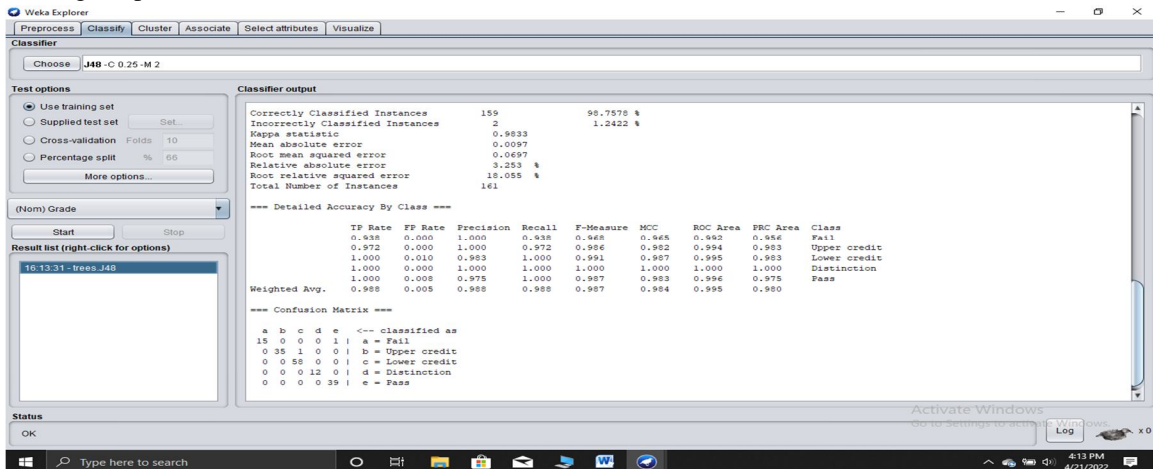 Weka Explorer
Preprocess Classify Cluster Associate Select attributes Visualize
Classifier
Choose J48 -C 0.25 -M 2
Test options
Use training set
Supplied test set Set...
Cross-validation Folds 10
Percentage split % 66
More options...
(Nom) Grade
Start Stop
Result list (right-click for options)
16:13:31 - trees.J48
Classifier output
Correctly Classified Instances 159 98.7578 %
Incorrectly Classified Instances 2 1.2422 %
Kappa statistic 0.9833
Mean absolute error 0.0097
Root mean squared error 0.0697
Relative absolute error 3.253 %
Root relative squared error 18.055 %
Total Number of Instances 161
=== Detailed Accuracy By Class ===
TP Rate FP Rate Precision Recall F-Measure MCC ROC Area PRC Area Class
0.938 0.000 1.000 0.938 0.968 0.965 0.992 0.956 Fail
0.972 0.000 1.000 0.972 0.986 0.982 0.994 0.983 Upper credit
1.000 0.010 0.983 1.000 0.991 0.987 0.995 0.983 Lower credit
1.000 0.000 1.000 1.000 1.000 1.000 1.000 1.000 Distinction
1.000 0.008 0.975 1.000 0.987 0.983 0.996 0.975 Pass
Weighted Avg. 0.988 0.005 0.988 0.988 0.987 0.984 0.995 0.980
=== Confusion Matrix ===
a b c d e <-- classified as
15 0 0 0 1 | a = Fail
0 35 1 0 0 | b = Upper credit
0 0 58 0 0 | c = Lower credit
0 0 0 12 0 | d = Distinction
0 0 0 0 39 | e = Pass
Status
OK
Activate Windows
Go to Settings to activate Windows.
Log x 0
Type here to search
4:13 PM
4/21/2022